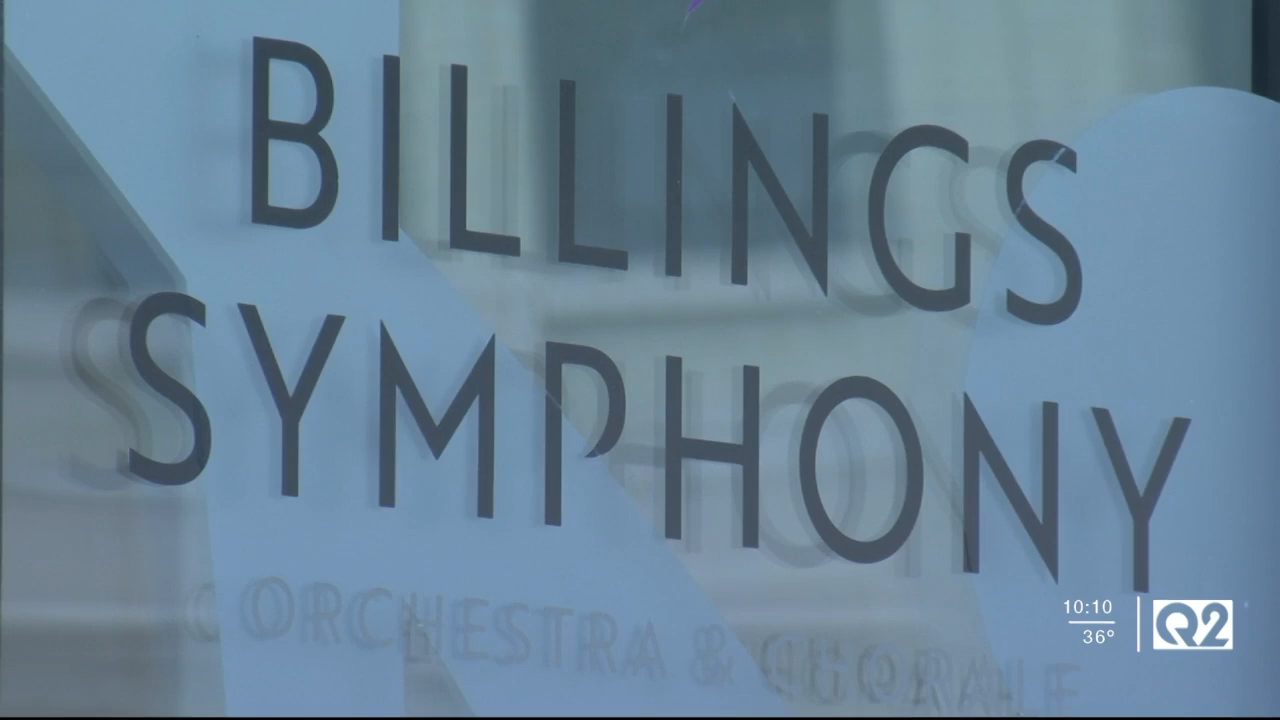 BILLINGS
SYMPHONY
ORCHESTRA & CHORALE
10:10
36°
Q2